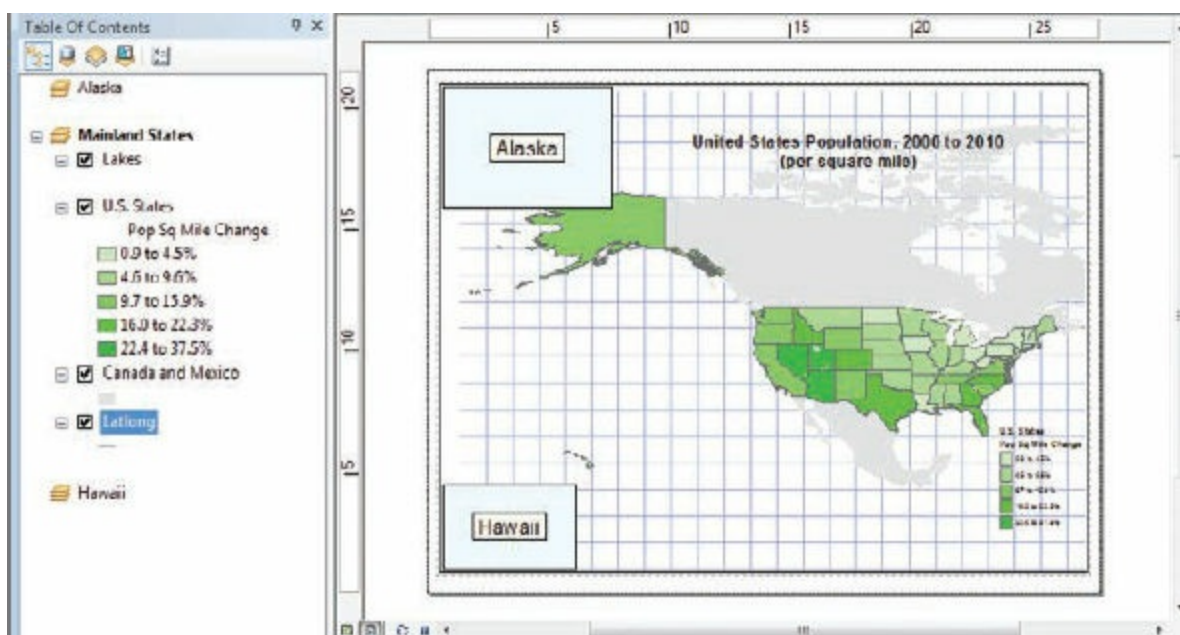 Table Of Contents
Alaska
Mainland States
Lakes
U.S. States
Pop Sq Mile Change
0.9 to 4.5%
4.6 to 9.6%
9.7 to 15.9%
16.0 to 22.3%
22.4 to 37.5%
Canada and Mexico
Latlong
Hawaii
5
10
15
20
25
20
15
10
5
Alaska
United States Population, 2000 to 2010
(per square mile)
Hawaii
U.S. States
Pop Sq Mile Change